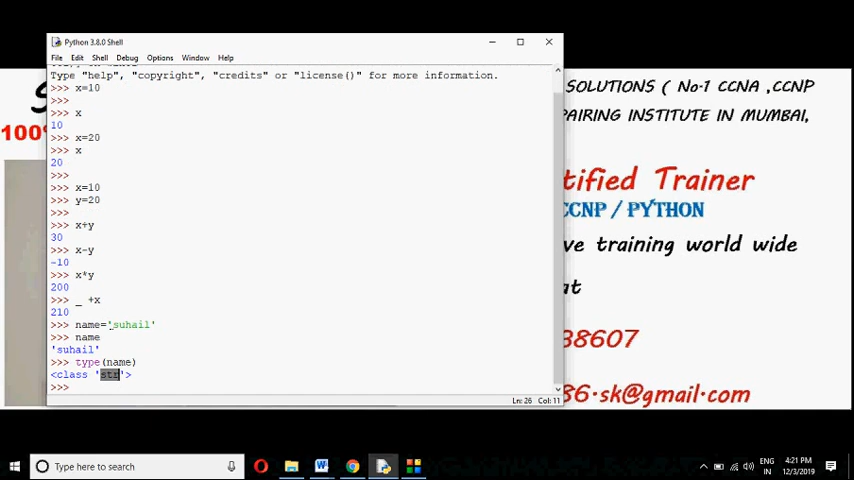 Python 3.8.0 Shell
File Edit Shell Debug Options Window Help
Type "help", "copyright", "credits" or "license()" for more information.
>>> x=10
>>>
>>> x
10
>>> x=20
>>> x
20
>>>
>>> x=10
>>> y=20
>>>
>>> x+y
30
>>> x-y
-10
>>> x*y
200
>>> _ +x
210
>>> name='suhail'
>>> name
'suhail'
>>> type(name)
<class 'str'>
>>>
Ln: 26 Col: 11
SOLUTIONS ( No-1 CCNA ,CCNP
PAIRING INSTITUTE IN MUMBAI,
100%
tified Trainer
CCNP / PYTHON
ve training world wide
at
38607
86.sk@gmail.com
Type here to search
ENG
IN
4:21 PM
12/3/2019